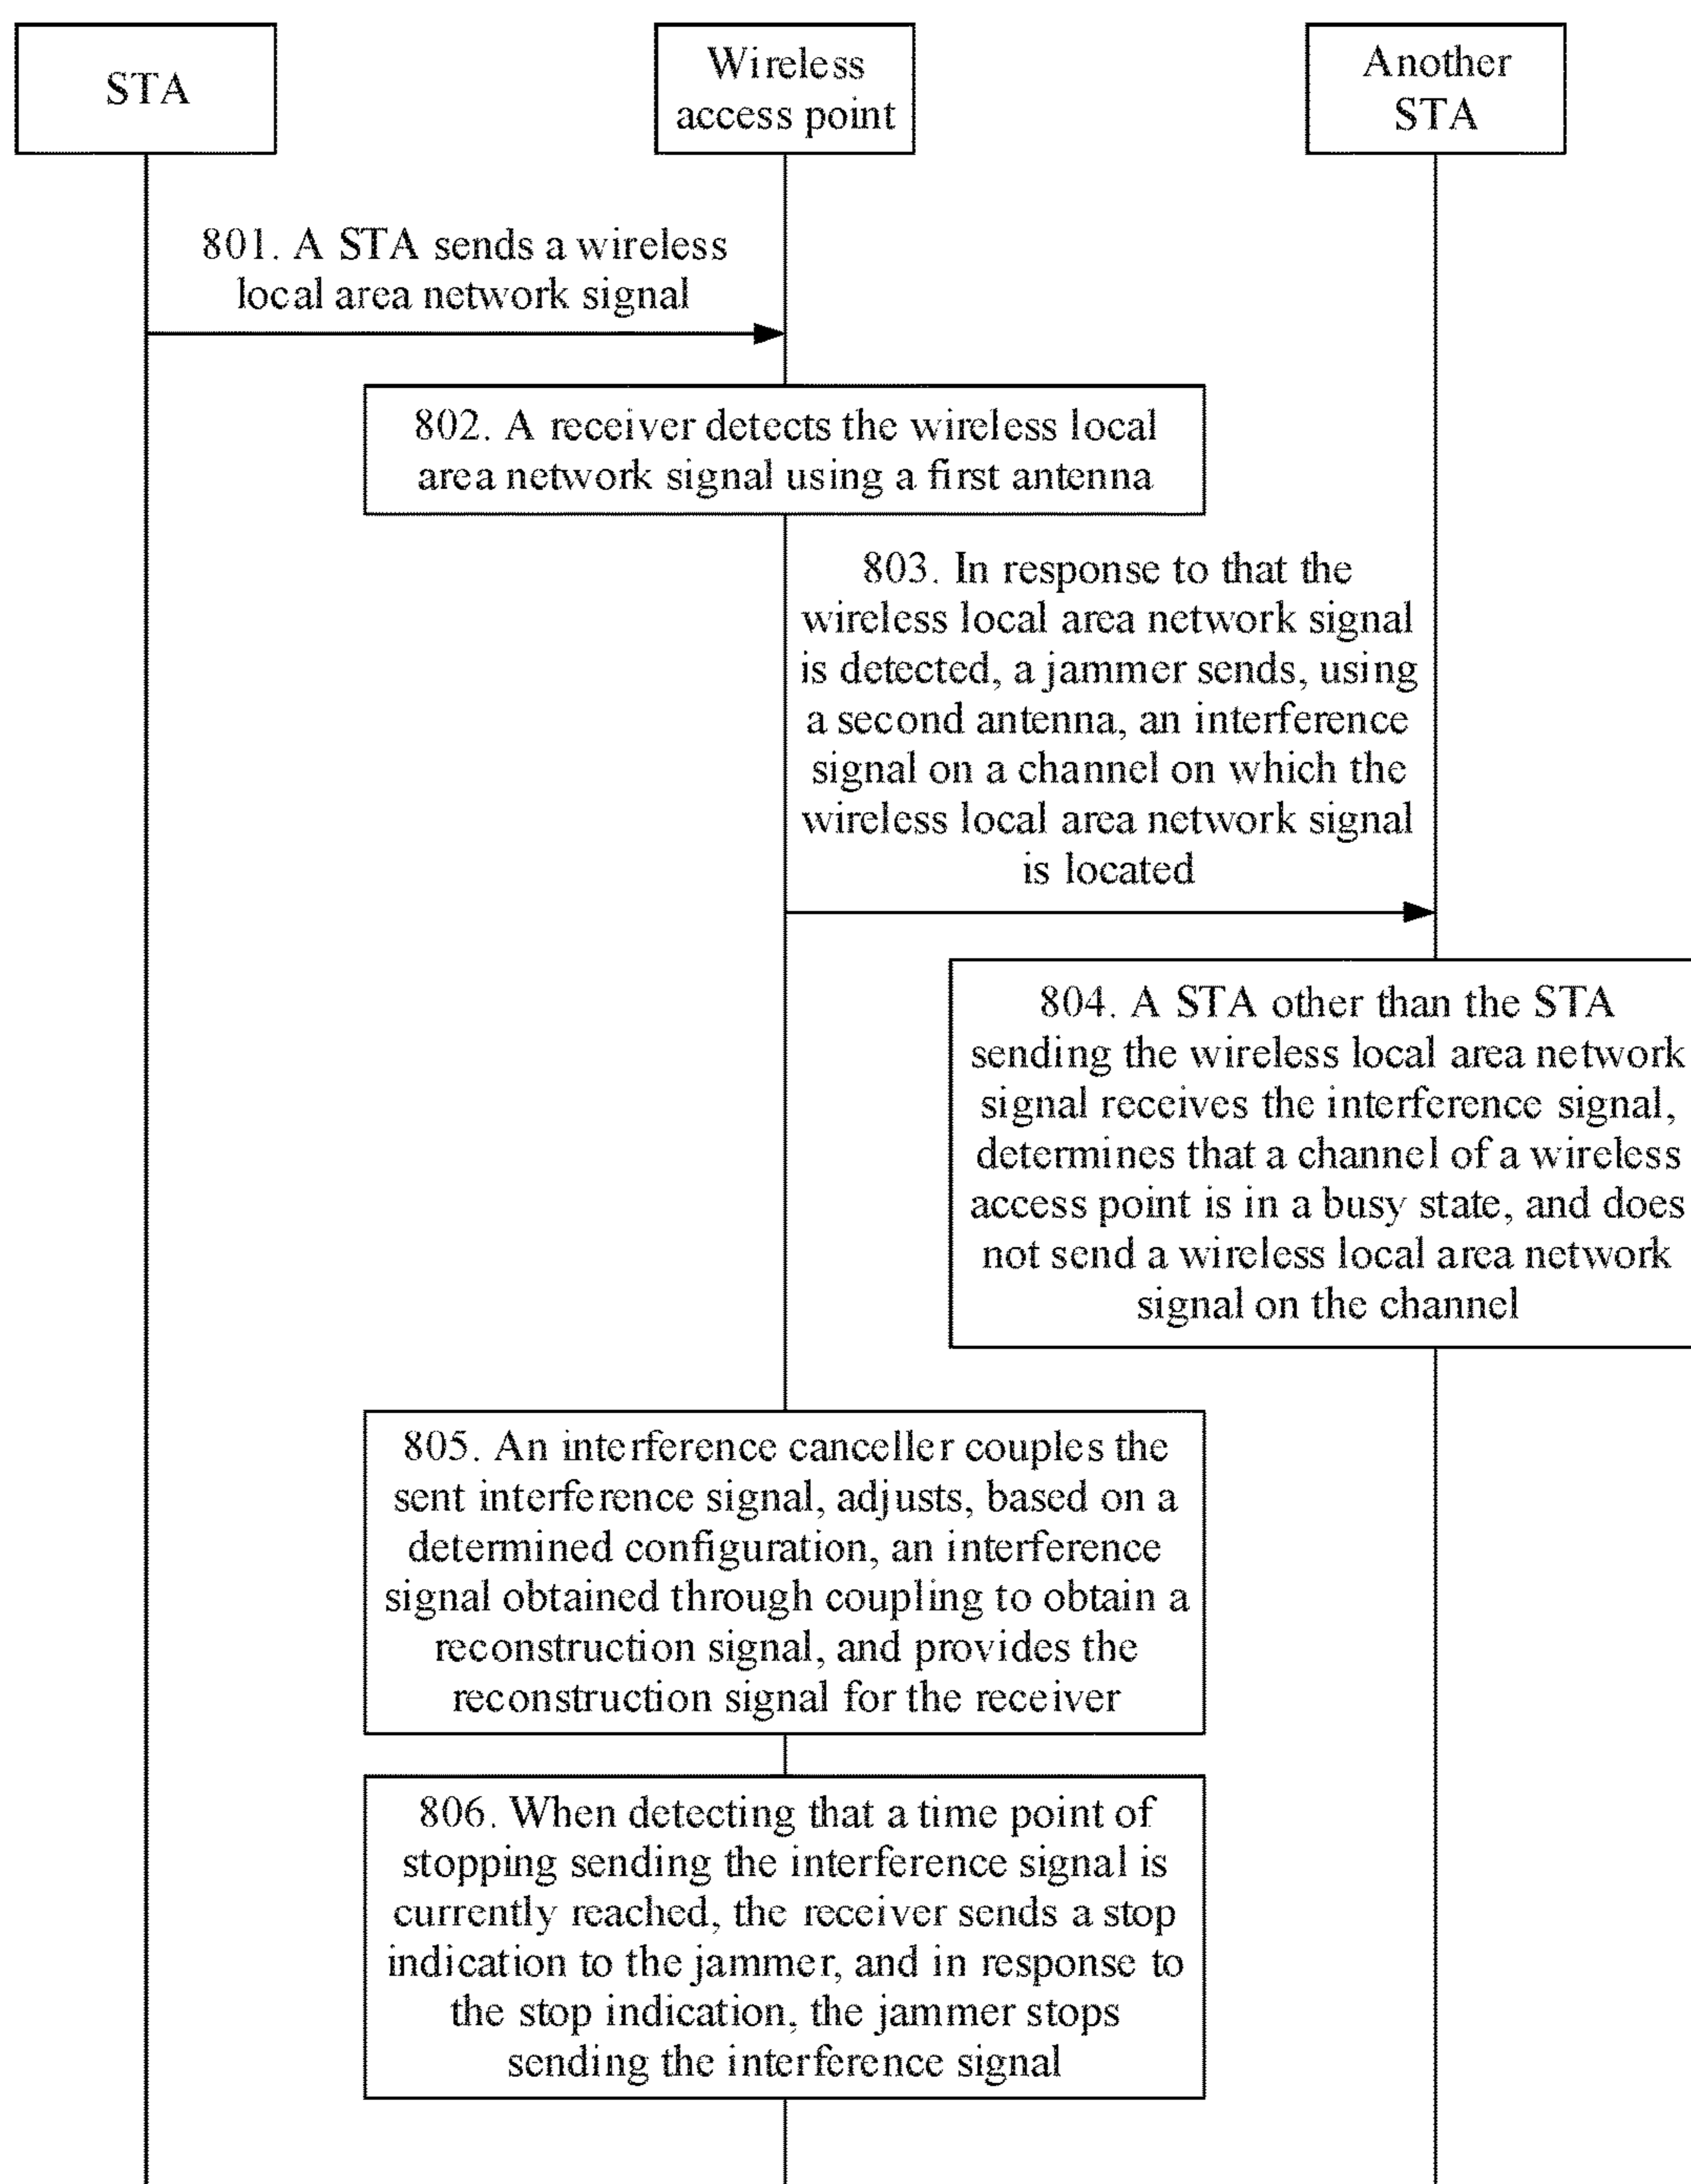 STA
Wireless
access point
Another
STA
801. A STA sends a wireless
local area network signal
802. A receiver detects the wireless local
area network signal using a first antenna
803. In response to that the
wireless local area network signal
is detected, a jammer sends, using
a second antenna, an interference
signal on a channel on which the
wireless local area network signal
is located
804. A STA other than the STA
sending the wireless local area network
signal receives the interference signal,
determines that a channel of a wireless
access point is in a busy state, and does
not send a wireless local area network
signal on the channel
805. An interference canceller couples the
sent interference signal, adjusts, based on a
determined configuration, an interference
signal obtained through coupling to obtain a
reconstruction signal, and provides the
reconstruction signal for the receiver
806. When detecting that a time point of
stopping sending the interference signal is
currently reached, the receiver sends a stop
indication to the jammer, and in response to
the stop indication, the jammer stops
sending the interference signal